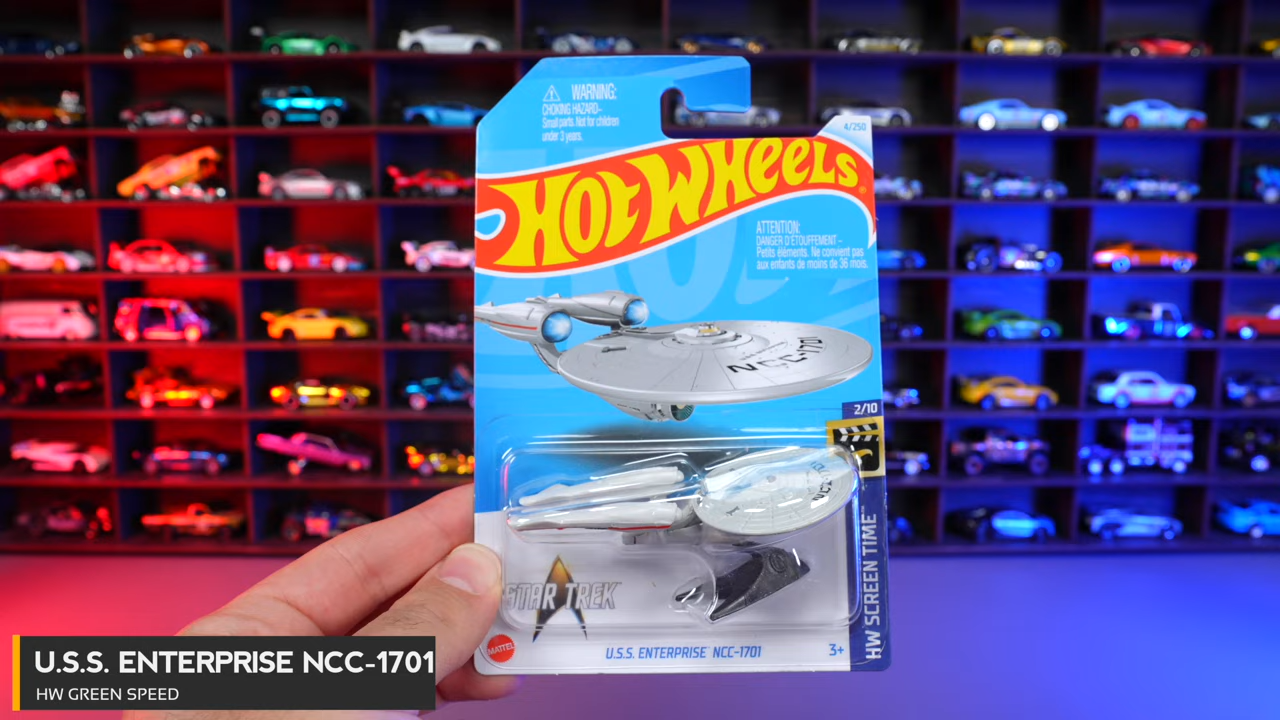 WARNING:
CHOKING HAZARD–
Small parts. Not for children
under 3 years.
4/250
HOT WHEELS
ATTENTION:
DANGER D'ÉTOUFFEMENT –
Petits éléments. Ne convient pas
aux enfants de moins de 36 mois.
NCC-170
2/10
HW SCREEN TIME™
STAR TREK
MATTEL
U.S.S. ENTERPRISE NCC-1701
3+
U.S.S. ENTERPRISE NCC-1701
HW GREEN SPEED